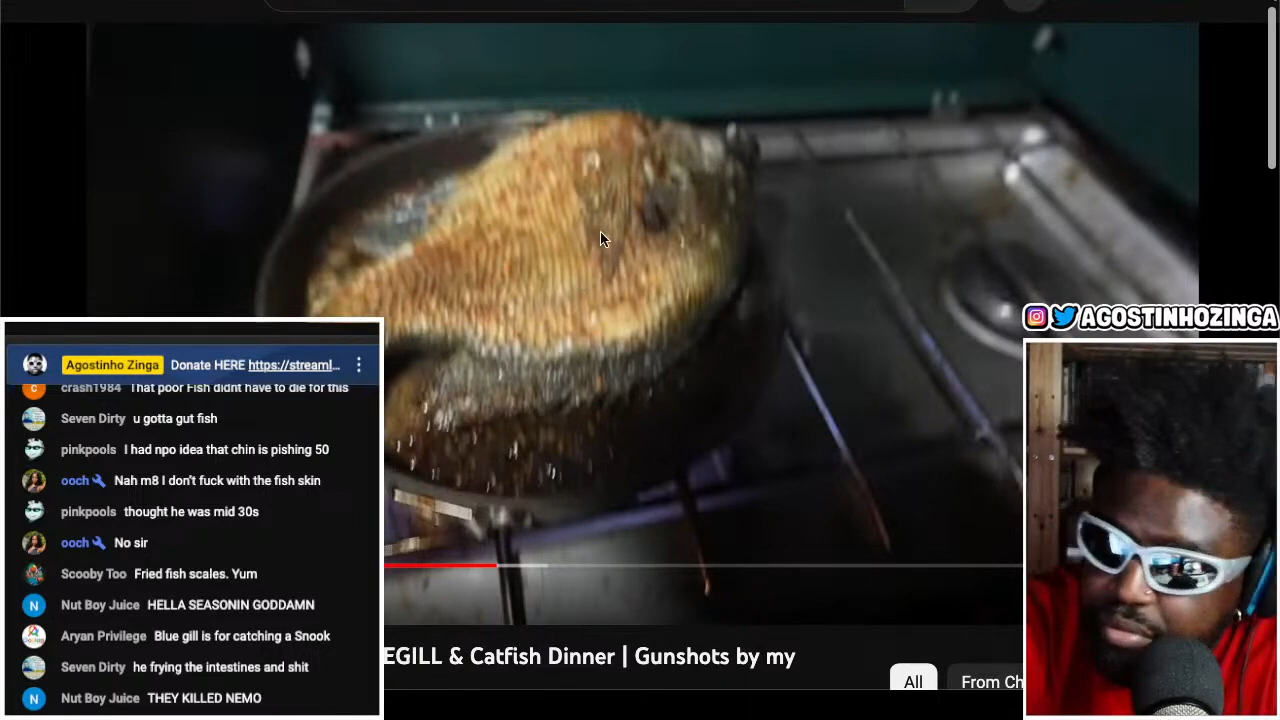 AGOSTINHOZINGA
Agostinho Zinga Donate HERE https://streaml...
crash1984 That poor Fish didnt have to die for this
Seven Dirty u gotta gut fish
pinkpools I had npo idea that chin is pishing 50
ooch Nah m8 I don't fuck with the fish skin
pinkpools thought he was mid 30s
ooch No sir
Scooby Too Fried fish scales. Yum
N Nut Boy Juice HELLA SEASONIN GODDAMN
Aryan Privilege Blue gill is for catching a Snook
Seven Dirty he frying the intestines and shit
N Nut Boy Juice THEY KILLED NEMO
EGILL & Catfish Dinner | Gunshots by my
All From Ch